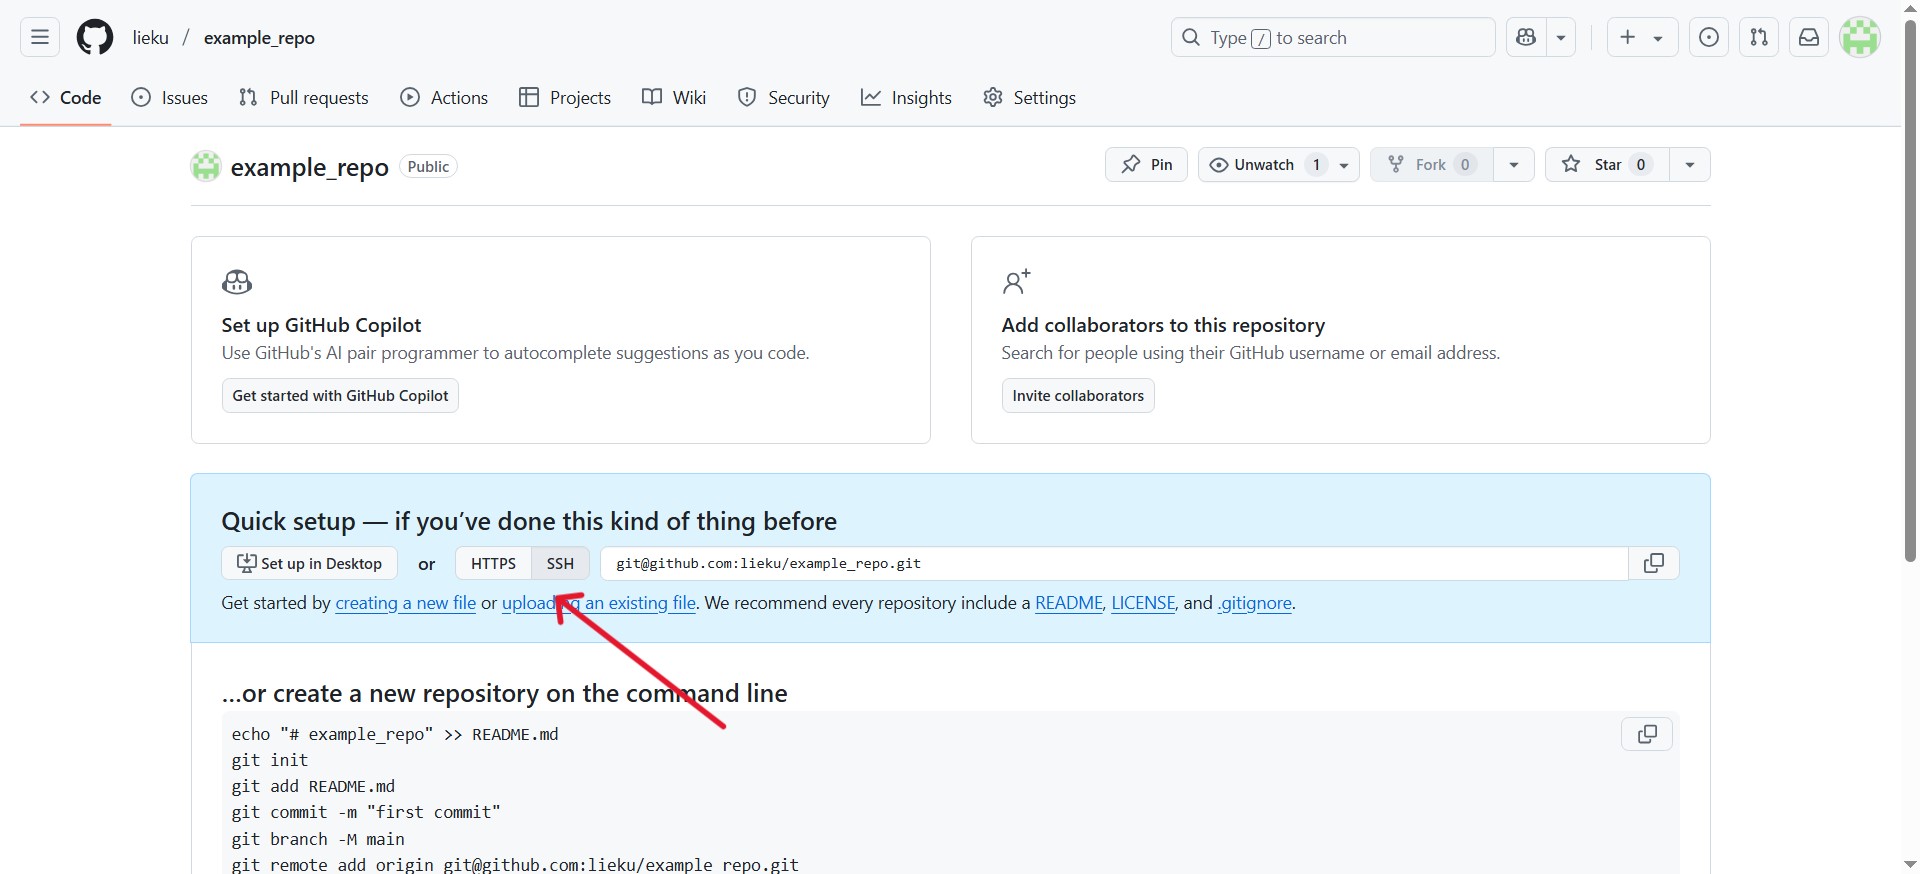 lieku / example_repo
Type / to search
Code Issues Pull requests Actions Projects Wiki Security Insights Settings
example_repo Public
Pin Unwatch 1 Fork 0 Star 0
Set up GitHub Copilot
Use GitHub's AI pair programmer to autocomplete suggestions as you code.
Get started with GitHub Copilot
Add collaborators to this repository
Search for people using their GitHub username or email address.
Invite collaborators
Quick setup — if you’ve done this kind of thing before
Set up in Desktop or HTTPS SSH git@github.com:lieku/example_repo.git
Get started by creating a new file or uploading an existing file. We recommend every repository include a README, LICENSE, and .gitignore.
…or create a new repository on the command line
echo "# example_repo" >> README.md
git init
git add README.md
git commit -m "first commit"
git branch -M main
git remote add origin git@github.com:lieku/example_repo.git